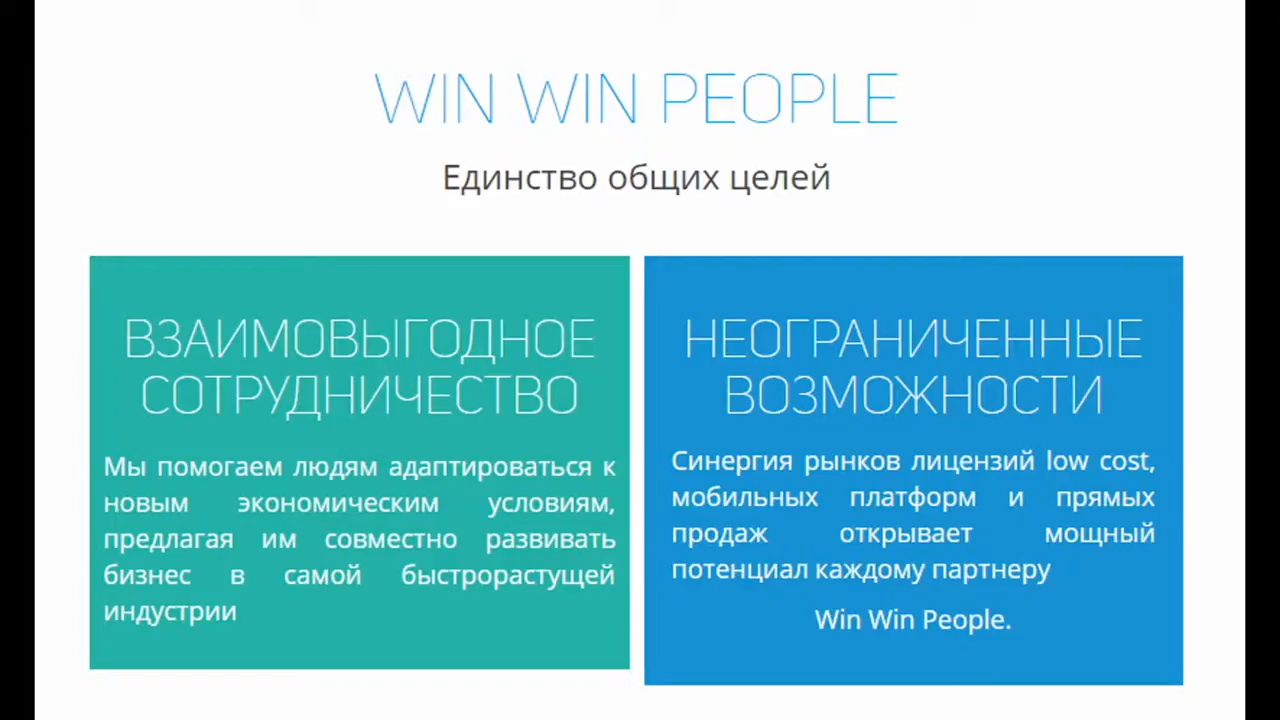 WIN WIN PEOPLE
Единство общих целей
ВЗАИМОВЫГОДНОЕ
СОТРУДНИЧЕСТВО
Мы помогаем людям адаптироваться к
новым экономическим условиям,
предлагая им совместно развивать
бизнес в самой быстрорастущей
индустрии
НЕОГРАНИЧЕННЫЕ
ВОЗМОЖНОСТИ
Синергия рынков лицензий low cost,
мобильных платформ и прямых
продаж открывает мощный
потенциал каждому партнеру
Win Win People.